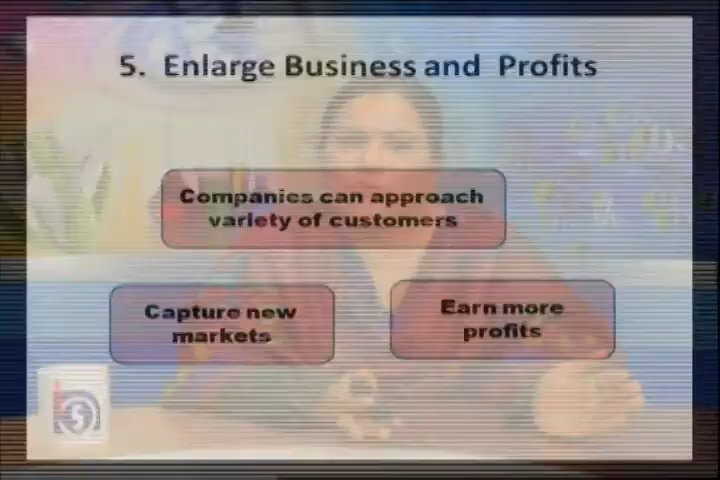 5. Enlarge Business and Profits
Companies can approach
variety of customers
Capture new
markets
Earn more
profits